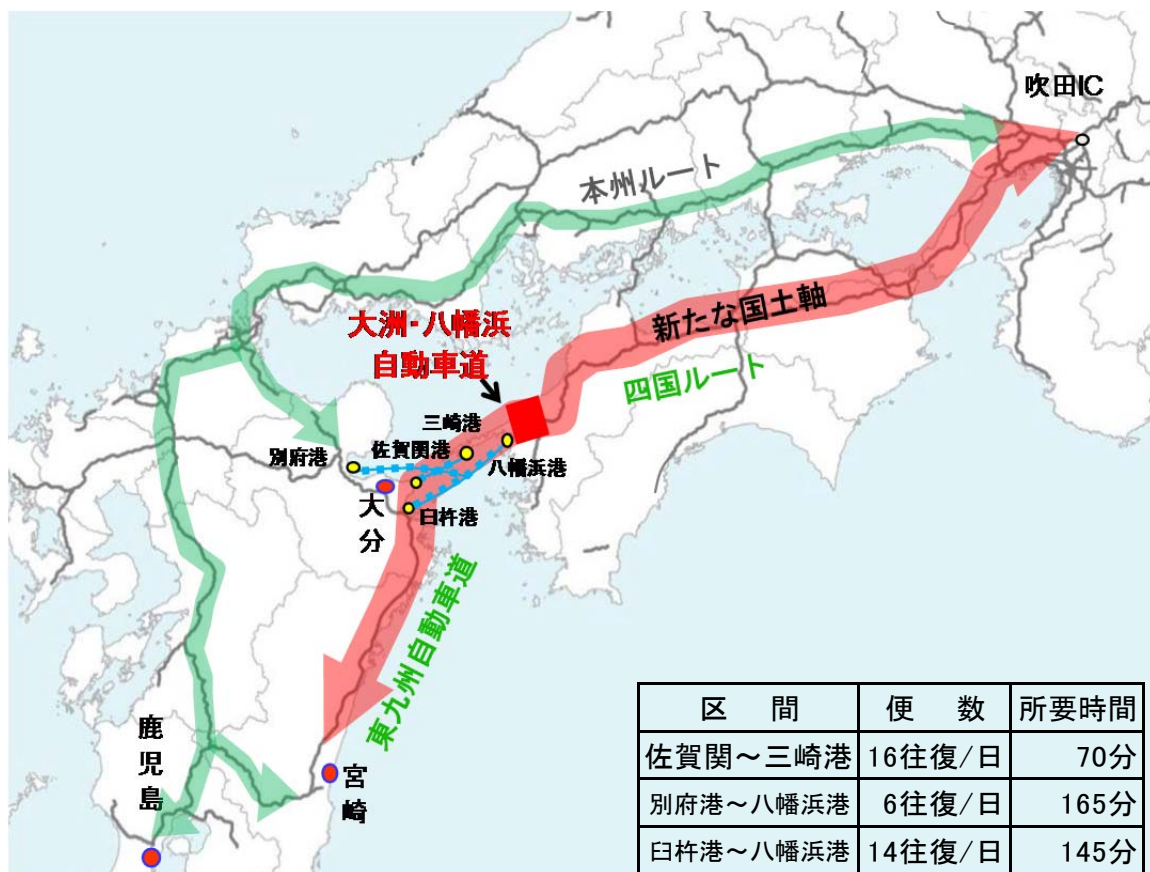 吹田IC
本州ルート
新たな国土軸
大洲・八幡浜
自動車道
四国ルート
三崎港
佐賀関港
八幡浜港
別府港
大分
臼杵港
東九州自動車道
鹿児島
宮崎
区　間 便　数 所要時間
佐賀関～三崎港 16往復/日 70分
別府港～八幡浜港 6往復/日 165分
臼杵港～八幡浜港 14往復/日 145分